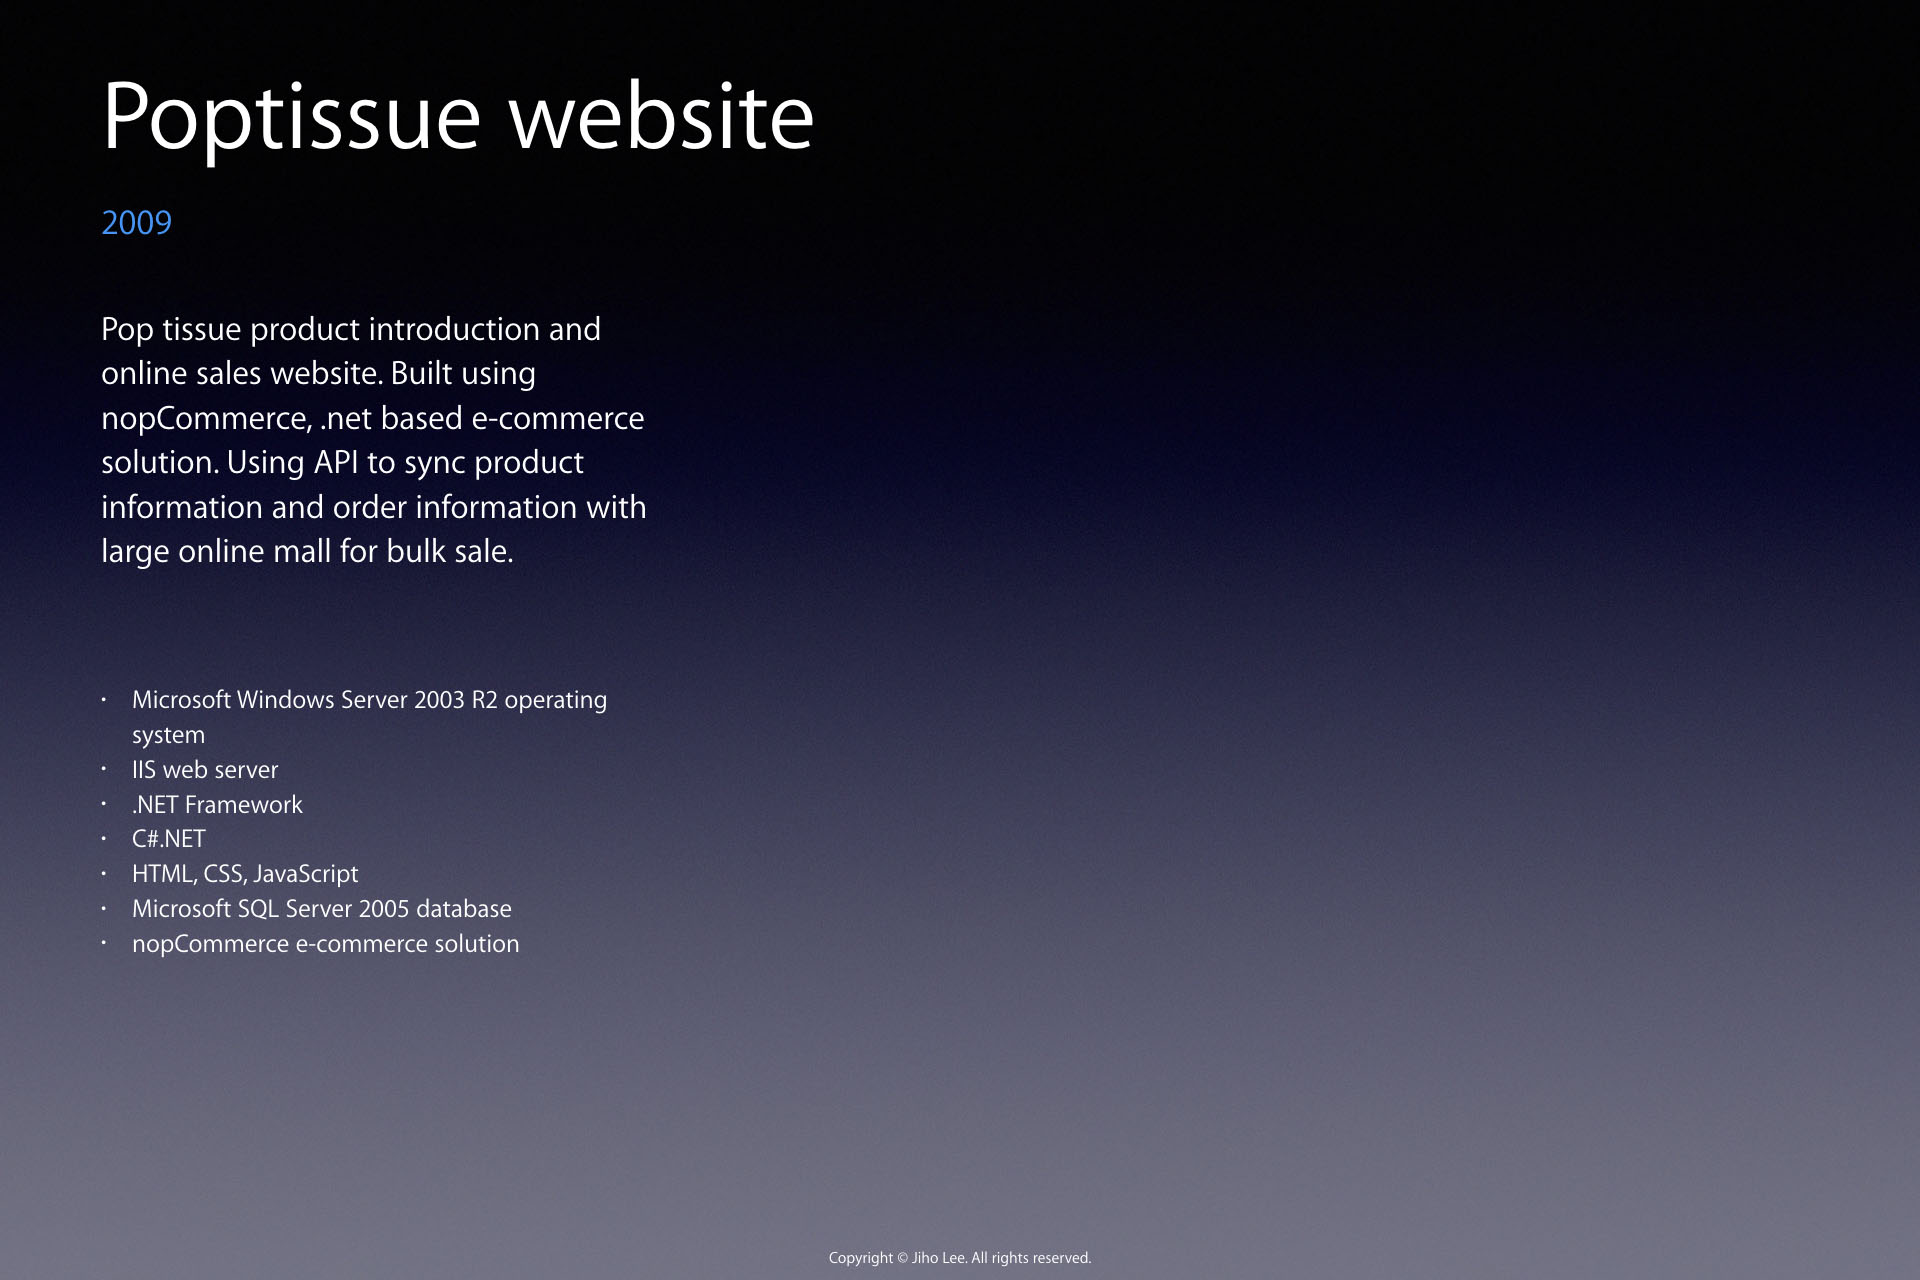 Poptissue website
2009
Pop tissue product introduction and
online sales website. Built using
nopCommerce, .net based e-commerce
solution. Using API to sync product
information and order information with
large online mall for bulk sale.
• Microsoft Windows Server 2003 R2 operating
system
• IIS web server
• .NET Framework
• C#.NET
• HTML, CSS, JavaScript
• Microsoft SQL Server 2005 database
• nopCommerce e-commerce solution
Copyright © Jiho Lee. All rights reserved.